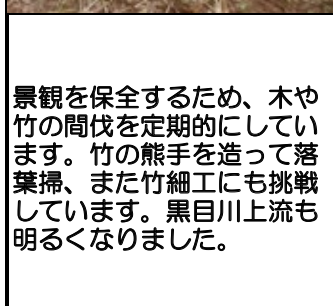 景観を保全するため、木や
竹の間伐を定期的にしてい
ます。竹の熊手を造って落
葉掃、また竹細工にも挑戦
しています。黒目川上流も
明るくなりました。